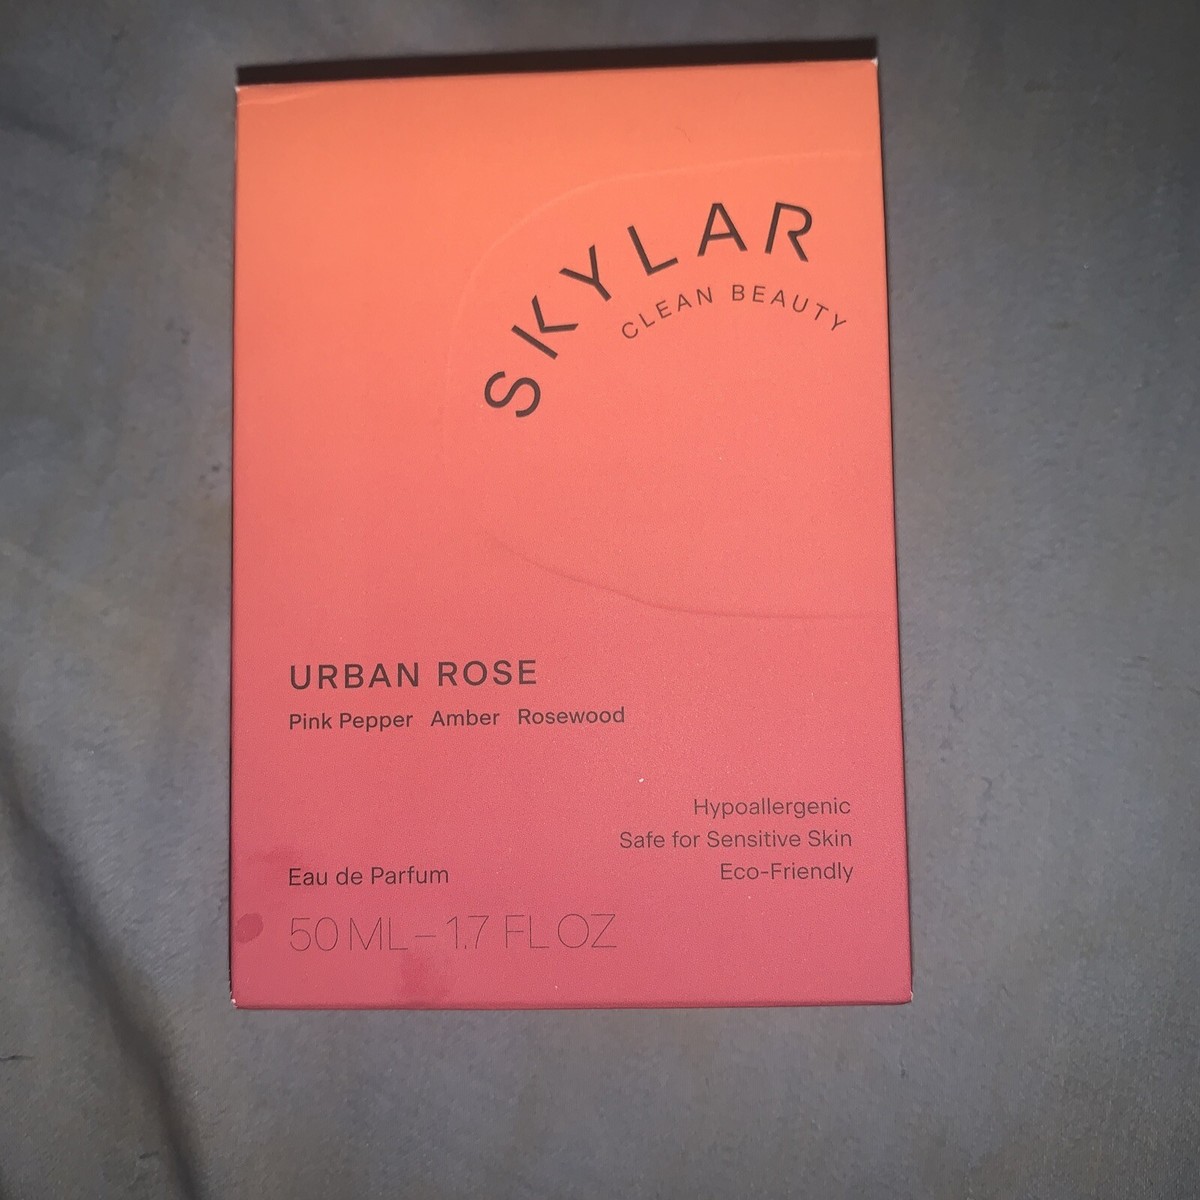 SKYLAR
CLEAN BEAUTY
URBAN ROSE
Pink Pepper Amber Rosewood
Hypoallergenic
Safe for Sensitive Skin
Eco-Friendly
Eau de Parfum
50 ML – 1.7 FL OZ